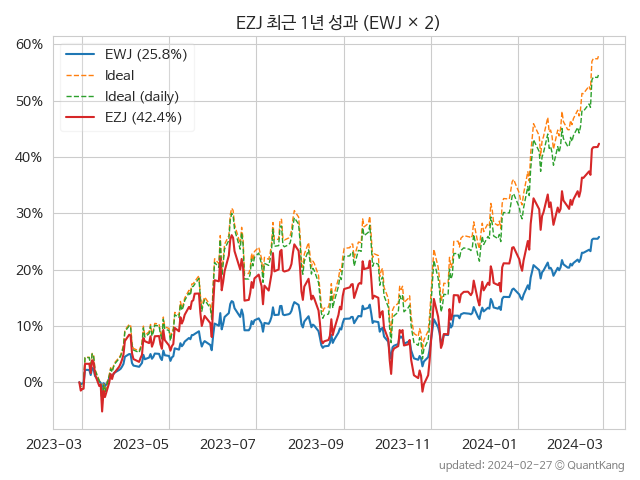 EZJ 최근 1년 성과 (EWJ × 2)
60%
50%
40%
30%
20%
10%
0%
EWJ (25.8%)
Ideal
Ideal (daily)
EZJ (42.4%)
2023-03 2023-05 2023-07 2023-09 2023-11 2024-01 2024-03
updated: 2024-02-27 © QuantKang